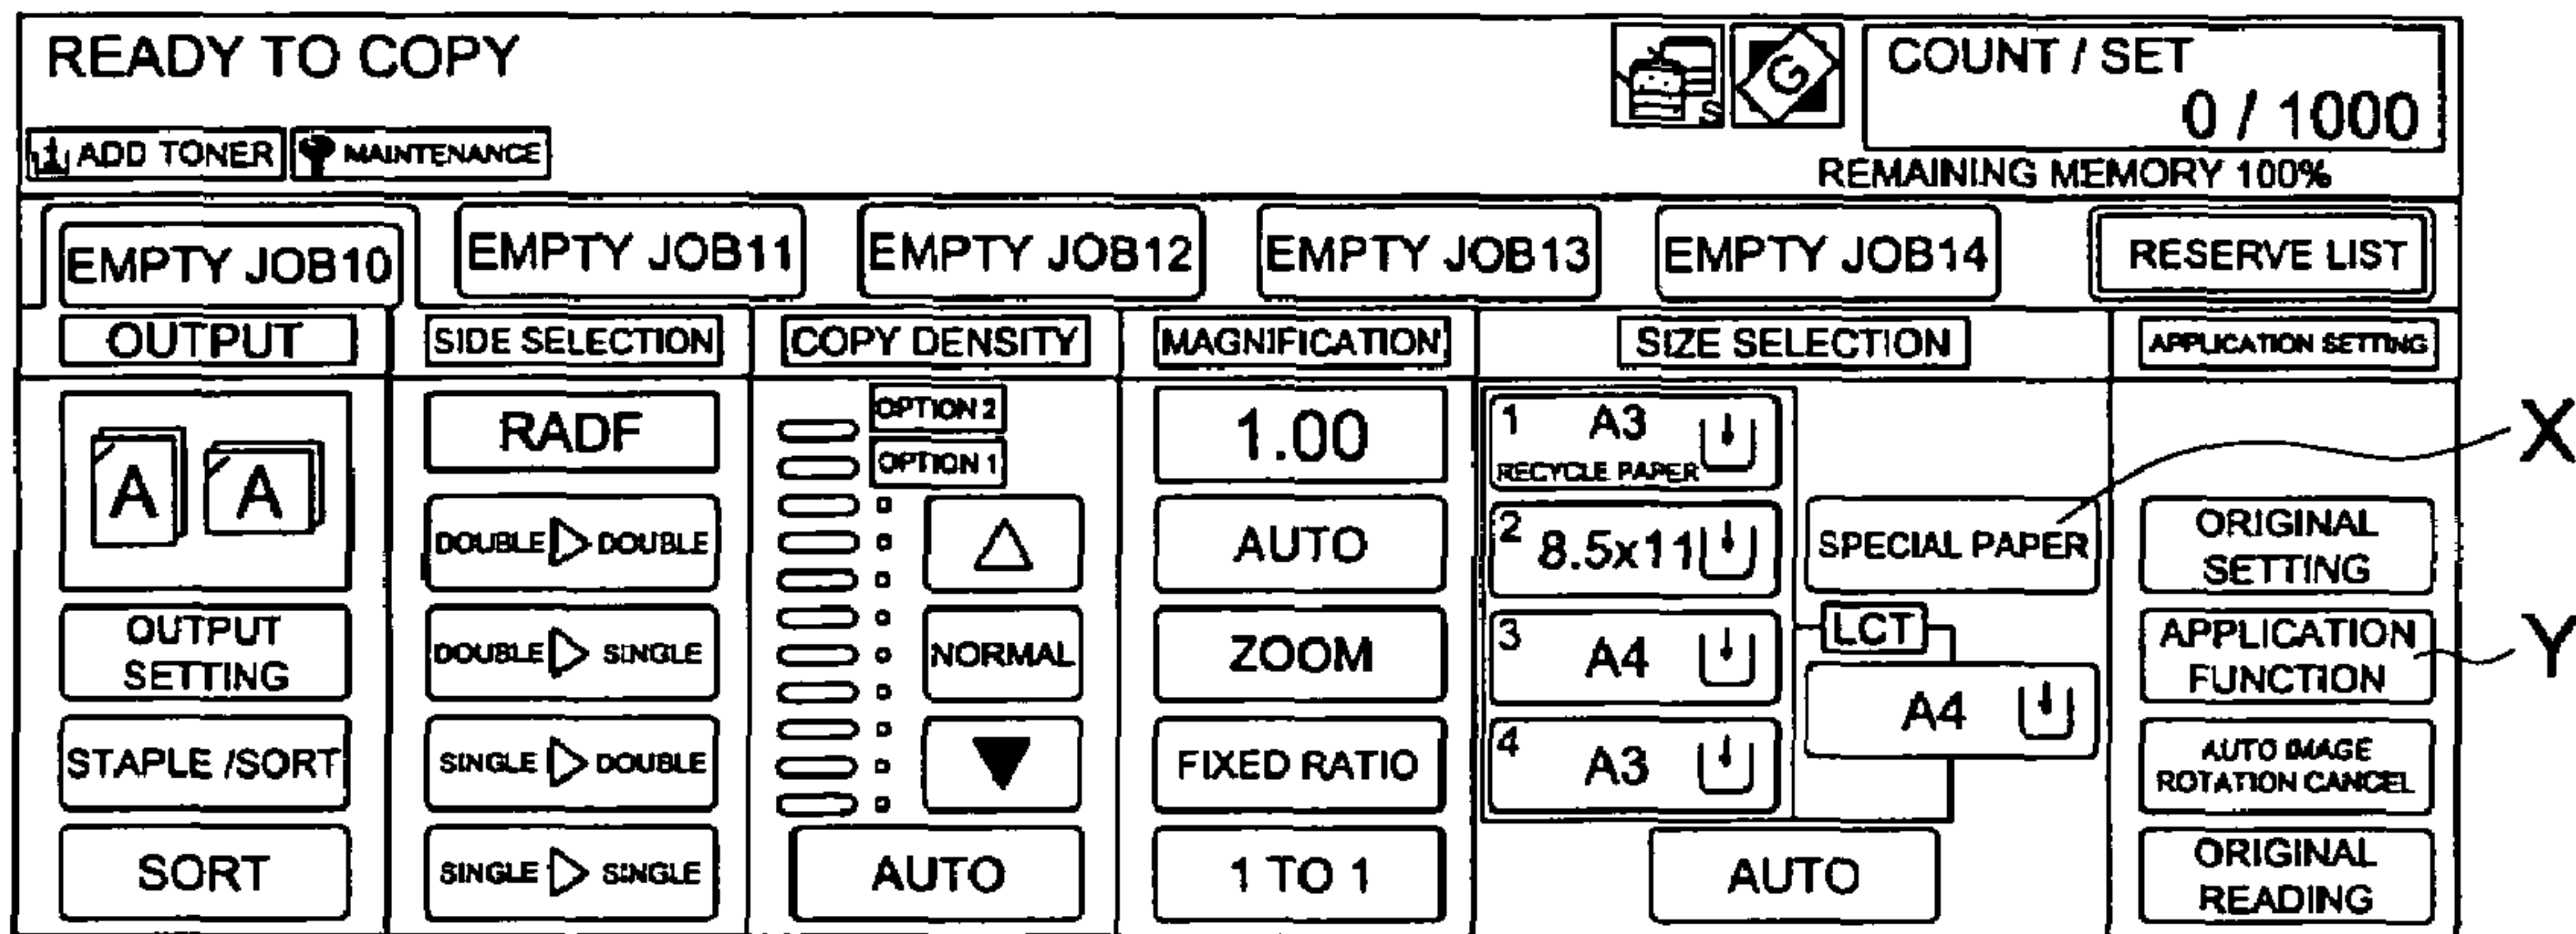 READY TO COPY
S
G
COUNT / SET
0 / 1000
ADD TONER
MAINTENANCE
REMAINING MEMORY 100%
EMPTY JOB10
EMPTY JOB11
EMPTY JOB12
EMPTY JOB13
EMPTY JOB14
RESERVE LIST
OUTPUT
A
A
OUTPUT
SETTING
STAPLE /SORT
SORT
SIDE SELECTION
RADF
DOUBLE DOUBLE
DOUBLE SINGLE
SINGLE DOUBLE
SINGLE SINGLE
COPY DENSITY
OPTION 2
OPTION 1
NORMAL
AUTO
MAGNIFICATION
1.00
AUTO
ZOOM
FIXED RATIO
1 TO 1
SIZE SELECTION
1 A3
RECYCLE PAPER
2 8.5x11
3 A4
4 A3
SPECIAL PAPER
LCT
A4
AUTO
APPLICATION SETTING
ORIGINAL
SETTING
APPLICATION
FUNCTION
AUTO IMAGE
ROTATION CANCEL
ORIGINAL
READING
X
Y